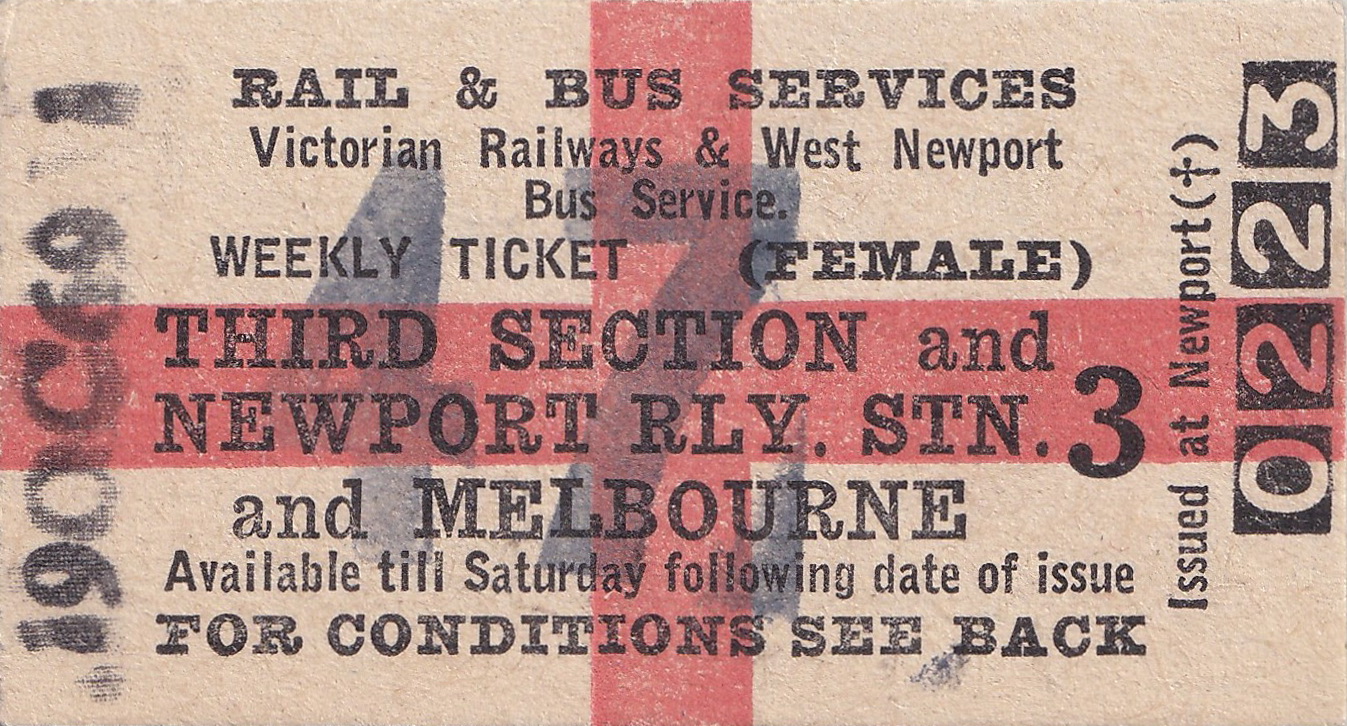 RAIL & BUS SERVICES
Victorian Railways & West Newport
Bus Service.
WEEKLY TICKET (FEMALE)
THIRD SECTION and
NEWPORT RLY. STN. 3
and MELBOURNE
Available till Saturday following date of issue
FOR CONDITIONS SEE BACK
47
Issued at Newport(†)
0223